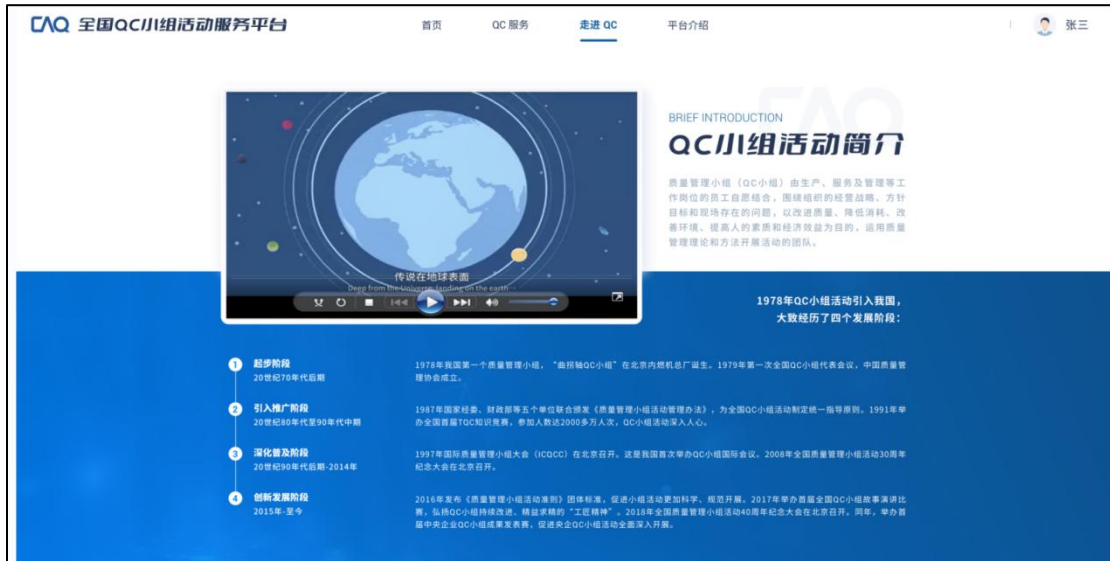 CAQ 全国QC小组活动服务平台
首页 QC 服务 走进 QC 平台介绍 张三
CAQ
BRIEF INTRODUCTION
QC小组活动简介
质量管理小组（QC小组）由生产、服务及管理等工
作岗位的员工自愿结合，围绕组织的经营战略、方针
目标和现场存在的问题，以改进质量、降低消耗、改
善环境、提高人的素质和经济效益为目的，运用质量
管理理论和方法开展活动的团队。
传说在地球表面
Deep from the Universe, landing on the earth
1978年QC小组活动引入我国，
大致经历了四个发展阶段：
1 起步阶段
20世纪70年代后期
1978年我国第一个质量管理小组，“曲拐轴QC小组”在北京内燃机总厂诞生。1979年第一次全国QC小组代表会议，中国质量管
理协会成立。
2 引入推广阶段
20世纪80年代至90年代中期
1987年国家经委、财政部等五个单位联合颁发《质量管理小组活动管理办法》，为全国QC小组活动制定统一指导原则。1991年举
办全国首届TQC知识竞赛，参加人数达2000多万人次，QC小组活动深入人心。
3 深化普及阶段
20世纪90年代后期-2014年
1997年国际质量管理小组大会（ICQCC）在北京召开。这是我国首次举办QC小组国际会议。2008年全国质量管理小组活动30周年
纪念大会在北京召开。
4 创新发展阶段
2015年-至今
2016年发布《质量管理小组活动准则》团体标准，促进小组活动更加科学、规范开展。2017年举办首届全国QC小组故事演讲比
赛，弘扬QC小组持续改进、精益求精的“工匠精神”。2018年全国质量管理小组活动40周年纪念大会在北京召开。同年，举办首
届中央企业QC小组成果发表赛，促进央企QC小组活动全面深入开展。